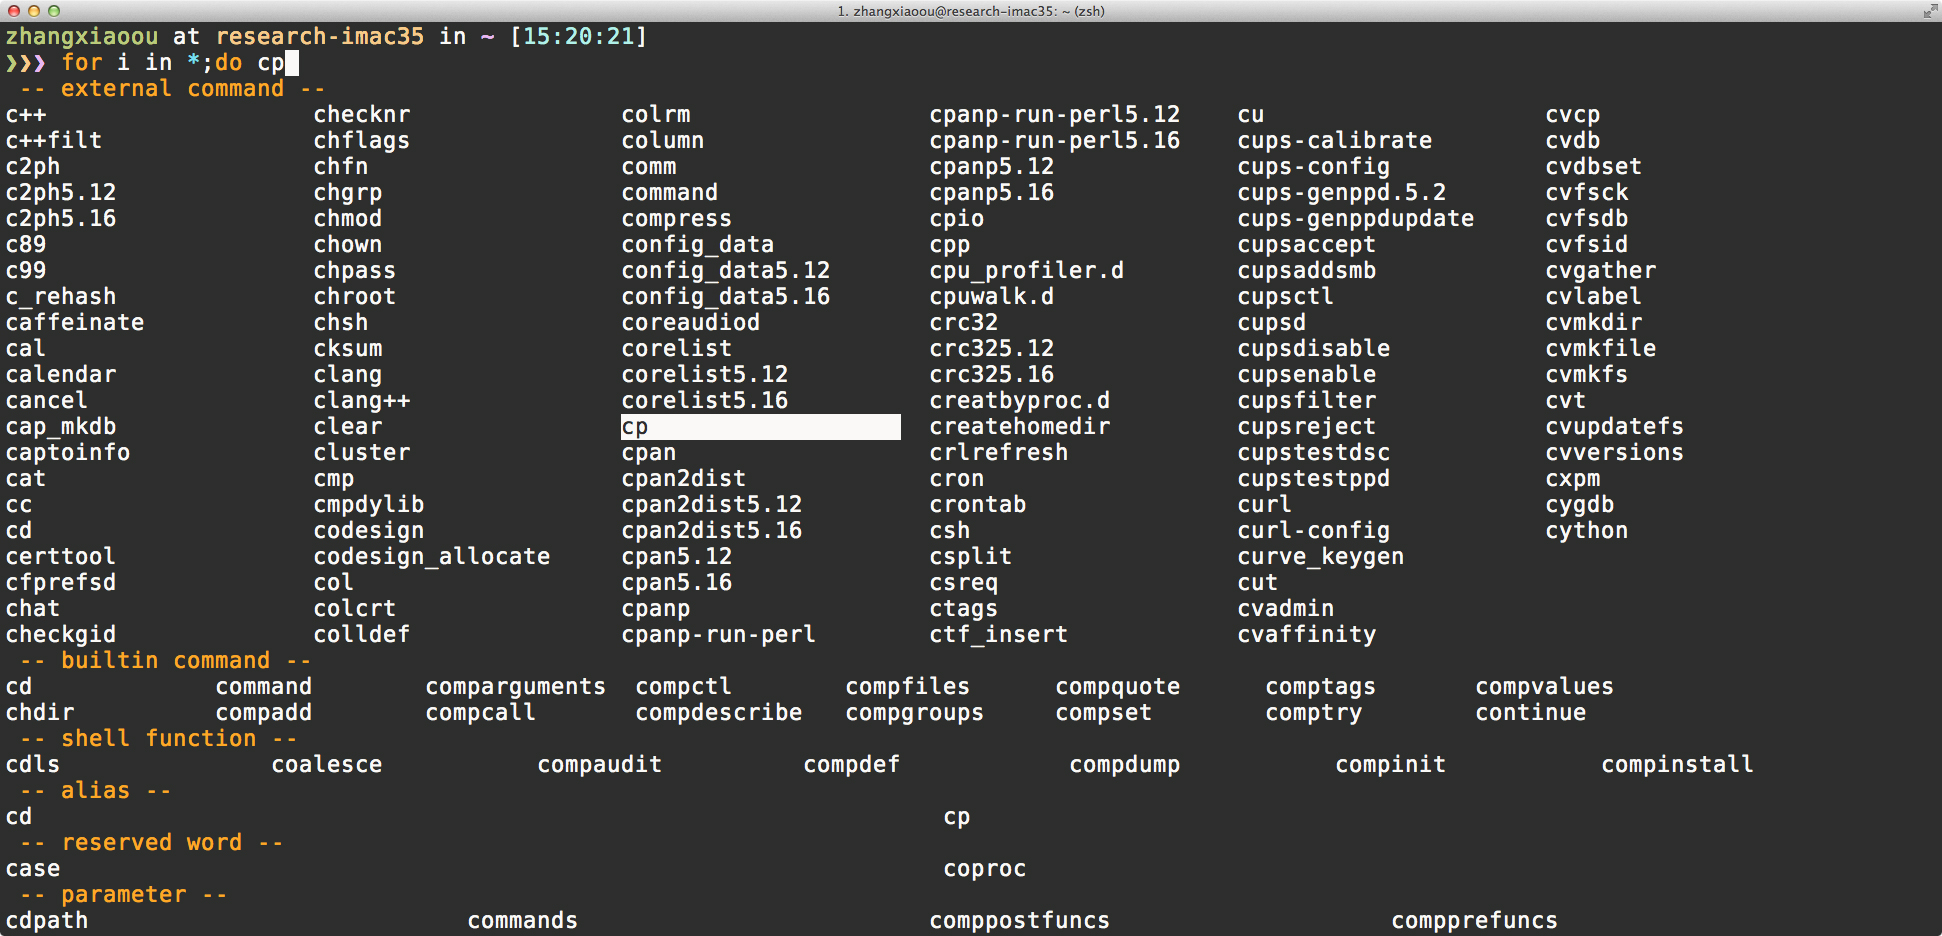 1. zhangxiaoou@research-imac35: ~ (zsh)
zhangxiaoou at research-imac35 in ~ [15:20:21]
❯❯❯ for i in *;do cp
-- external command --
c++ checknr colrm cpanp-run-perl5.12 cu cvcp
c++filt chflags column cpanp-run-perl5.16 cups-calibrate cvdb
c2ph chfn comm cpanp5.12 cups-config cvdbset
c2ph5.12 chgrp command cpanp5.16 cups-genppd.5.2 cvfsck
c2ph5.16 chmod compress cpio cups-genppdupdate cvfsdb
c89 chown config_data cpp cupsaccept cvfsid
c99 chpass config_data5.12 cpu_profiler.d cupsaddsmb cvgather
c_rehash chroot config_data5.16 cpuwalk.d cupsctl cvlabel
caffeinate chsh coreaudiod crc32 cupsd cvmkdir
cal cksum corelist crc325.12 cupsdisable cvmkfile
calendar clang corelist5.12 crc325.16 cupsenable cvmkfs
cancel clang++ corelist5.16 creatbyproc.d cupsfilter cvt
cap_mkdb clear cp createhomedir cupsreject cvupdatefs
captoinfo cluster cpan crlrefresh cupstestdsc cvversions
cat cmp cpan2dist cron cupstestppd cxpm
cc cmpdylib cpan2dist5.12 crontab curl cygdb
cd codesign cpan2dist5.16 csh curl-config cython
certtool codesign_allocate cpan5.12 csplit curve_keygen
cfprefsd col cpan5.16 csreq cut
chat colcrt cpanp ctags cvadmin
checkgid colldef cpanp-run-perl ctf_insert cvaffinity
-- builtin command --
cd command comparguments compctl compfiles compquote comptags compvalues
chdir compadd compcall compdescribe compgroups compset comptry continue
-- shell function --
cdls coalesce compaudit compdef compdump compinit compinstall
-- alias --
cd cp
-- reserved word --
case coproc
-- parameter --
cdpath commands comppostfuncs compprefuncs